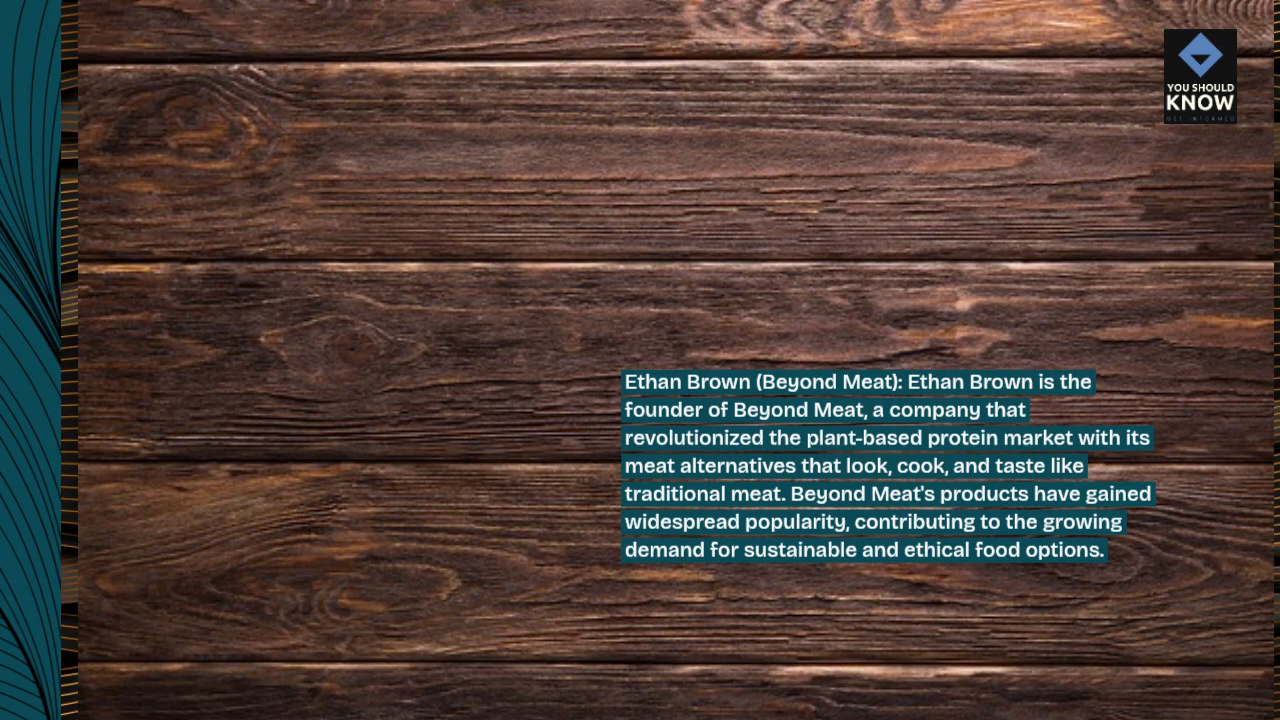 YOU SHOULD
KNOW
GET INFORMED
Ethan Brown (Beyond Meat): Ethan Brown is the
founder of Beyond Meat, a company that
revolutionized the plant-based protein market with its
meat alternatives that look, cook, and taste like
traditional meat. Beyond Meat's products have gained
widespread popularity, contributing to the growing
demand for sustainable and ethical food options.